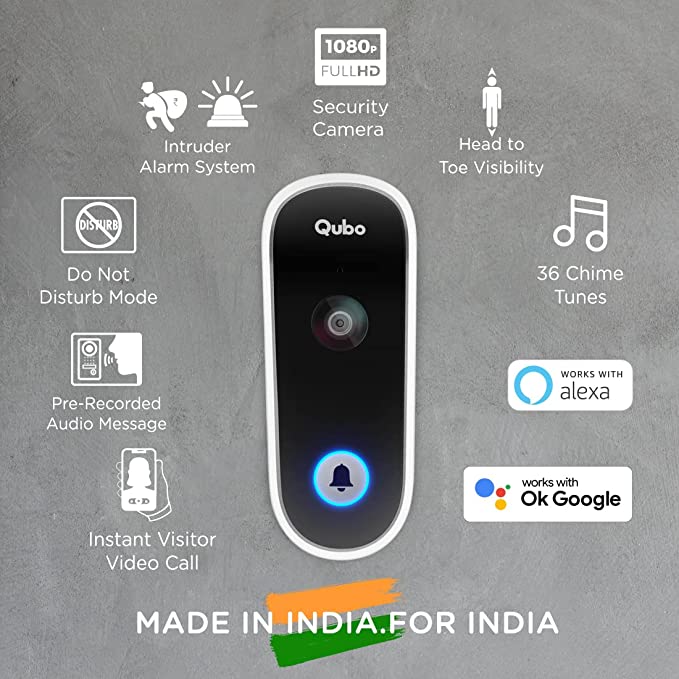 1080p
FULLHD
Security
Camera
Intruder
Alarm System
Head to
Toe Visibility
DISTURB
Do Not
Disturb Mode
Qubo
36 Chime
Tunes
Pre-Recorded
Audio Message
WORKS WITH
alexa
works with
Ok Google
Instant Visitor
Video Call
MADE IN INDIA.FOR INDIA